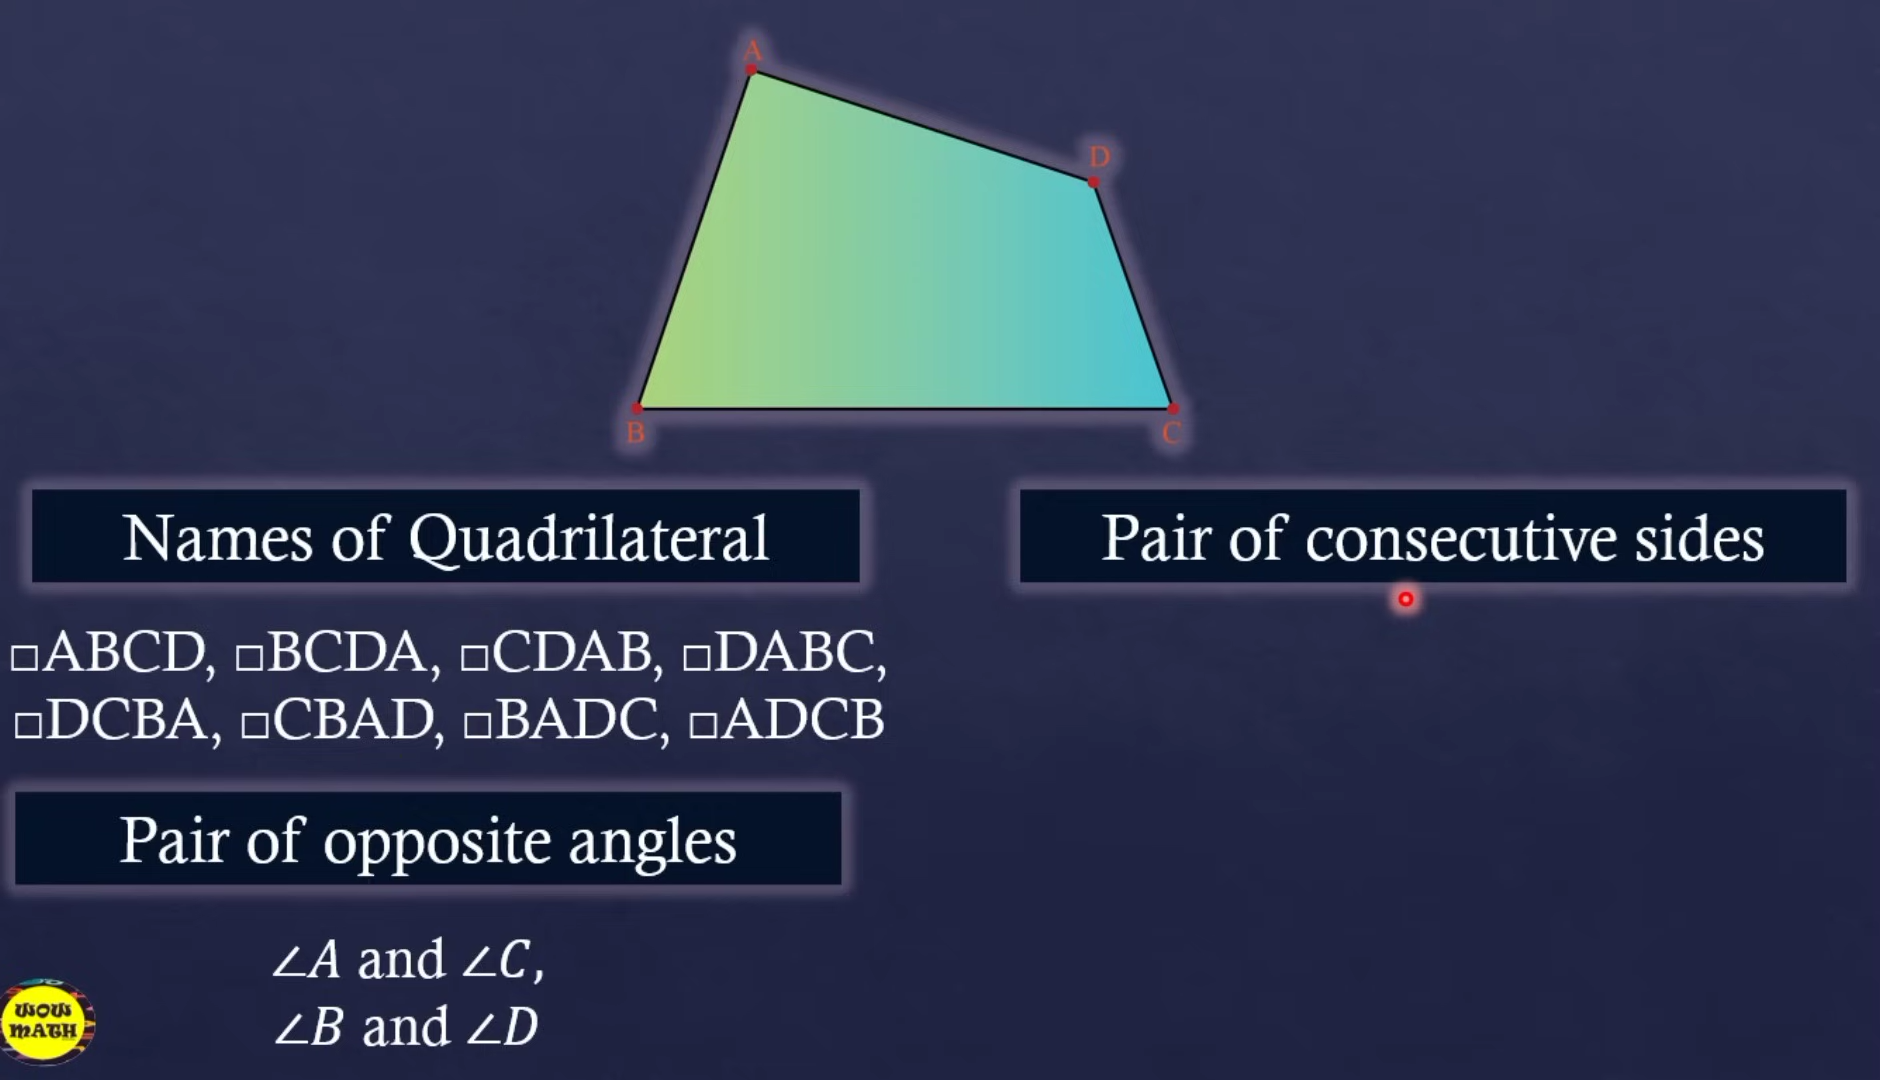 A
D
B
C
Names of Quadrilateral
□ABCD, □BCDA, □CDAB, □DABC,
□DCBA, □CBAD, □BADC, □ADCB
Pair of opposite angles
∠A and ∠C,
∠B and ∠D
Pair of consecutive sides
WOW
MATH